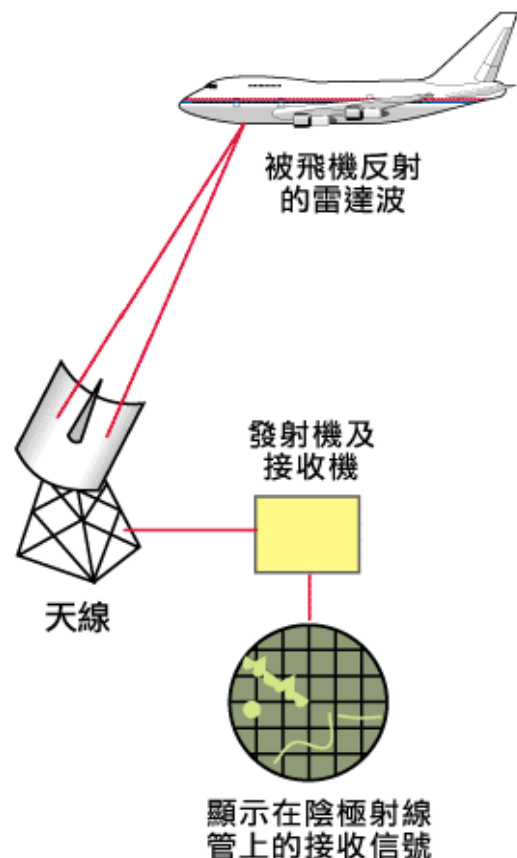 被飛機反射
的雷達波
發射機及
接收機
天線
顯示在陰極射線
管上的接收信號